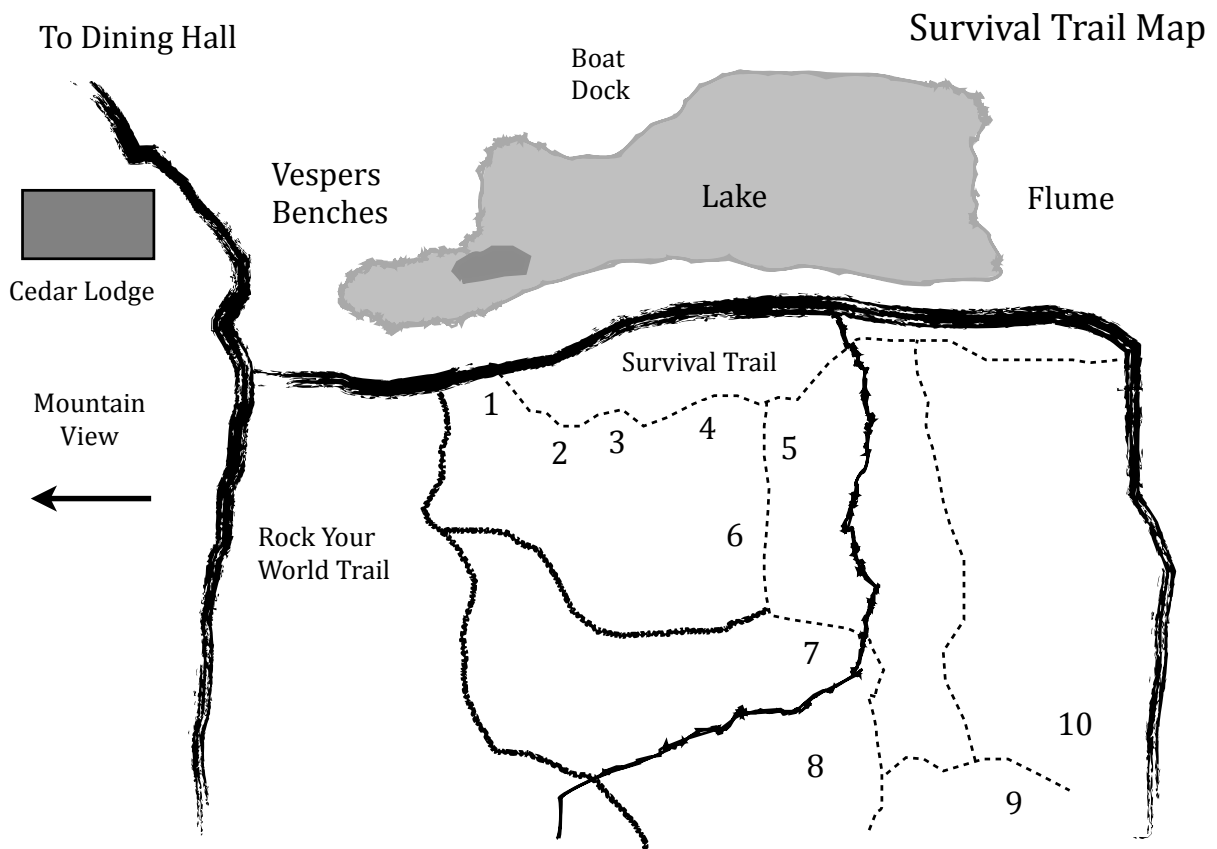 To Dining Hall
Survival Trail Map
Boat
Dock
Vespers
Benches
Lake
Flume
Cedar Lodge
Survival Trail
Mountain
View
1
2
3
4
5
6
Rock Your
World Trail
7
8
9
10